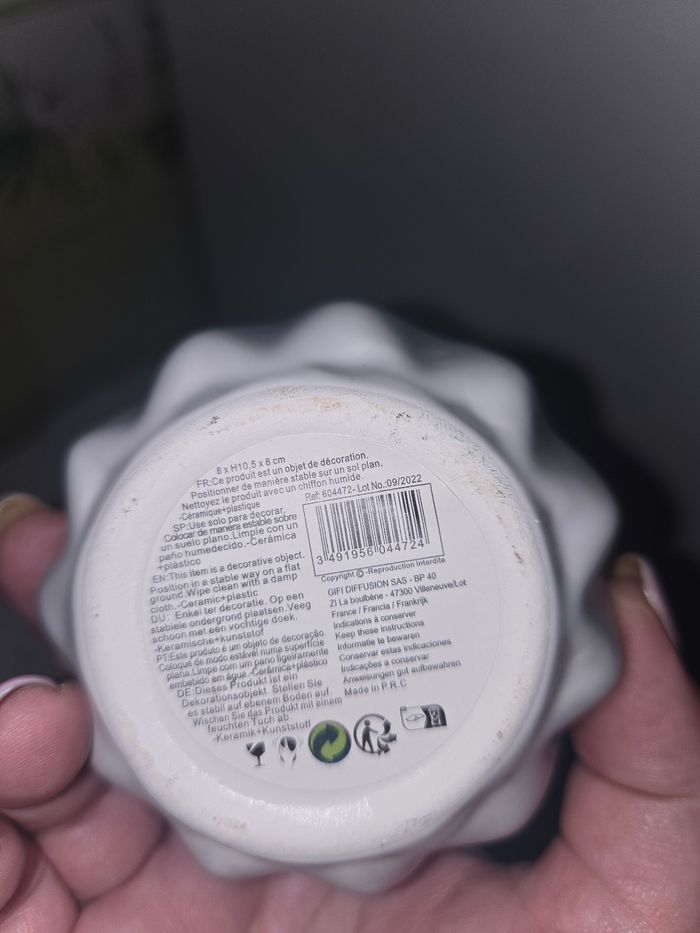 8 x H10,5 x 8 cm
FR:Ce produit est un objet de décoration.
Positionner de manière stable sur un sol plan.
Nettoyez le produit avec un chiffon humide.
-Céramique+plastique
SP:Use solo para decorar.
Colocar de manera estable sobre
un suelo plano.Limpie con un
paño humedecido.-Cerámica
+plástico
EN:This item is a decorative object.
Position in a stable way on a flat
ground.Wipe clean with a damp
cloth.-Ceramic+plastic
DU: Enkel ter decoratie. Op een
stabiele ondergrond plaatsen.Veeg
schoon met een vochtige doek.
-Keramische+kunststof
PT:Este produto é um objeto de decoração.
Coloque de modo estável numa superfície
plana.Limpe com um pano ligeiramente
embebido em água.-Cerâmica+plástico
DE:Dieses Produkt ist ein
Dekorationsobjekt. Stellen Sie
es stabil auf ebenem Boden auf.
Wischen Sie das Produkt mit einem
feuchten Tuch ab.
-Keramik+Kunststoff
Ref: 604472- Lot No.:09/2022
3 491956 044724
Copyright © -Reproduction Interdite
GIFI DIFFUSION SAS - BP 40
ZI La boulbène - 47300 Villeneuve/Lot
France / Francia / Frankrijk
Indications à conserver
Keep these instructions
Informatie te bewaren
Conservar estas indicaciones
Indicações a conservar
Anweisungen gut aufbewahren
Made in P.R.C